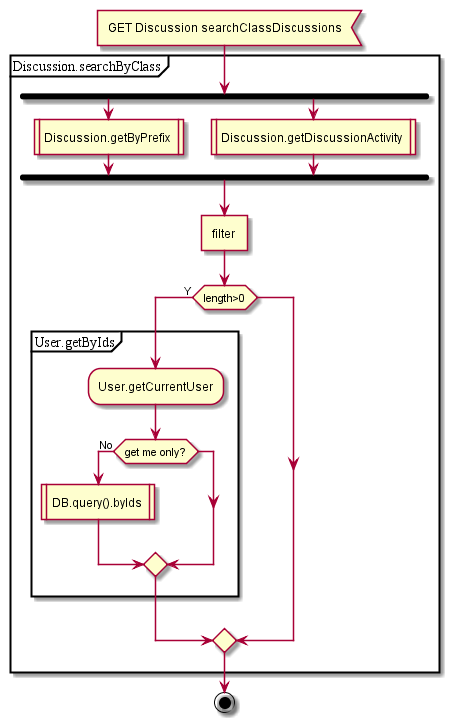 GET Discussion searchClassDiscussions
Discussion.searchByClass
Discussion.getByPrefix
Discussion.getDiscussionActivity
filter
Y
length>0
User.getByIds
User.getCurrentUser
No
get me only?
DB.query().byIds